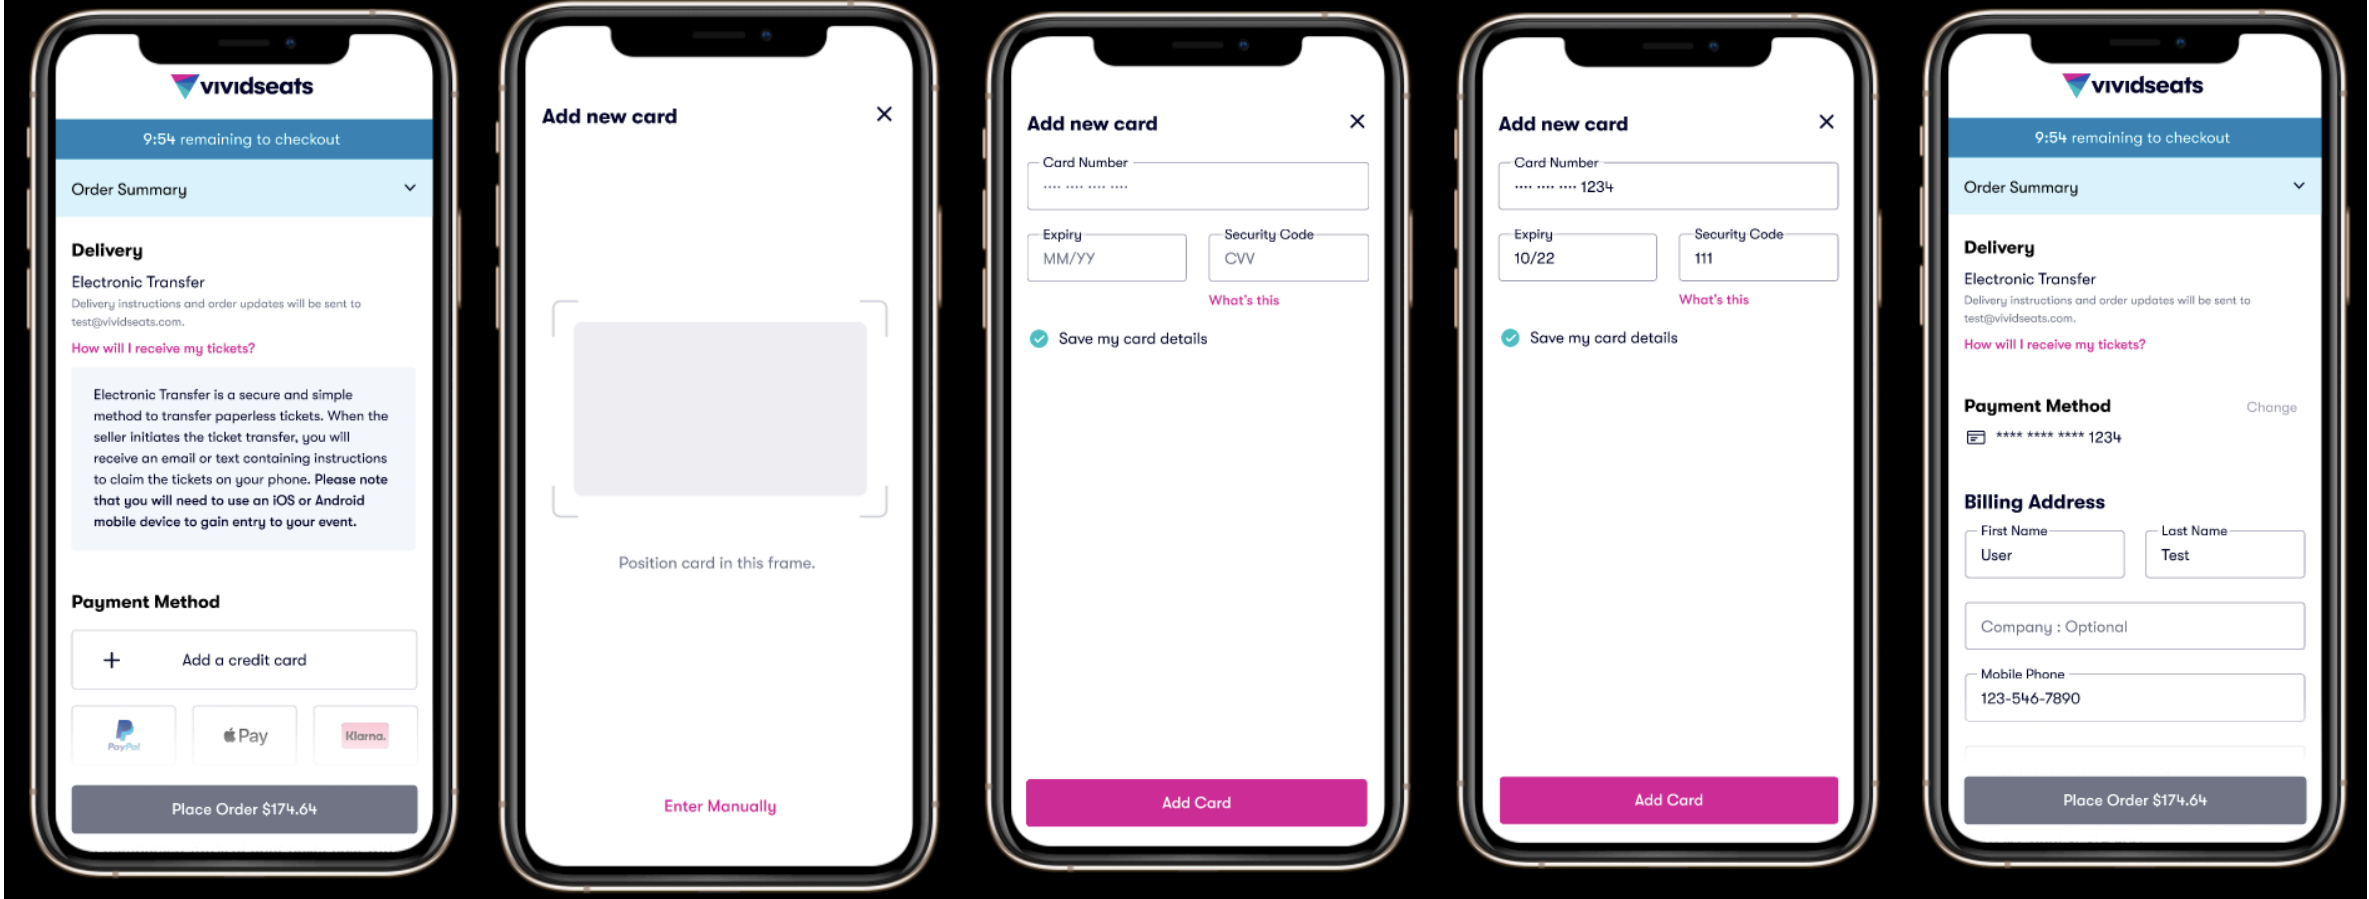 vividseats
9:54 remaining to checkout
Order Summary
Delivery
Electronic Transfer
Delivery instructions and order updates will be sent to
test@vividseats.com.
How will I receive my tickets?
Electronic Transfer is a secure and simple
method to transfer paperless tickets. When the
seller initiates the ticket transfer, you will
receive an email or text containing instructions
to claim the tickets on your phone. Please note
that you will need to use an iOS or Android
mobile device to gain entry to your event.
Payment Method
+ Add a credit card
PayPal
Pay
Klarna.
Place Order $174.64
Add new card
Position card in this frame.
Enter Manually
Add new card
Card Number
···· ···· ···· ····
Expiry
MM/YY
Security Code
CVV
What's this
Save my card details
Add Card
Add new card
Card Number
···· ···· ···· 1234
Expiry
10/22
Security Code
111
What's this
Save my card details
Add Card
vividseats
9:54 remaining to checkout
Order Summary
Delivery
Electronic Transfer
Delivery instructions and order updates will be sent to
test@vividseats.com.
How will I receive my tickets?
Payment Method
Change
**** **** **** 1234
Billing Address
First Name
User
Last Name
Test
Company : Optional
Mobile Phone
123-546-7890
Place Order $174.64